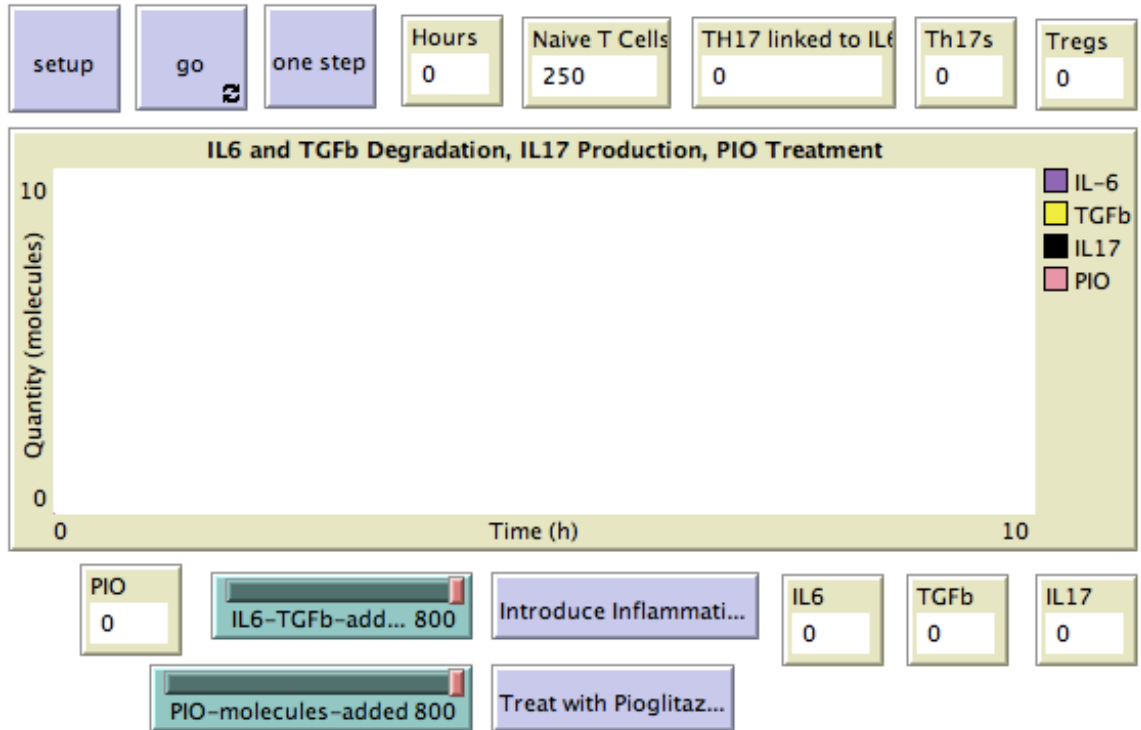 setup
go
one step
Hours
0
Naive T Cells
250
TH17 linked to IL6
0
Th17s
0
Tregs
0
IL6 and TGFb Degradation, IL17 Production, PIO Treatment
Quantity (molecules)
10
0
0
Time (h)
10
IL-6
TGFb
IL17
PIO
PIO
0
IL6-TGFb-add... 800
Introduce Inflammati...
IL6
0
TGFb
0
IL17
0
PIO-molecules-added 800
Treat with Pioglitaz...